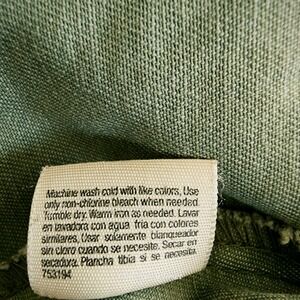 Machine wash cold with like colors, Use
only non-chlorine bleach when needed.
Tumble dry. Warm iron as needed. Lavar
en lavadora con agua fria con colores
similares, Usar solamente blanqueador
sin cloro cuando se necesite. Secar en
secadora. Plancha tibia si se necesita.
753194